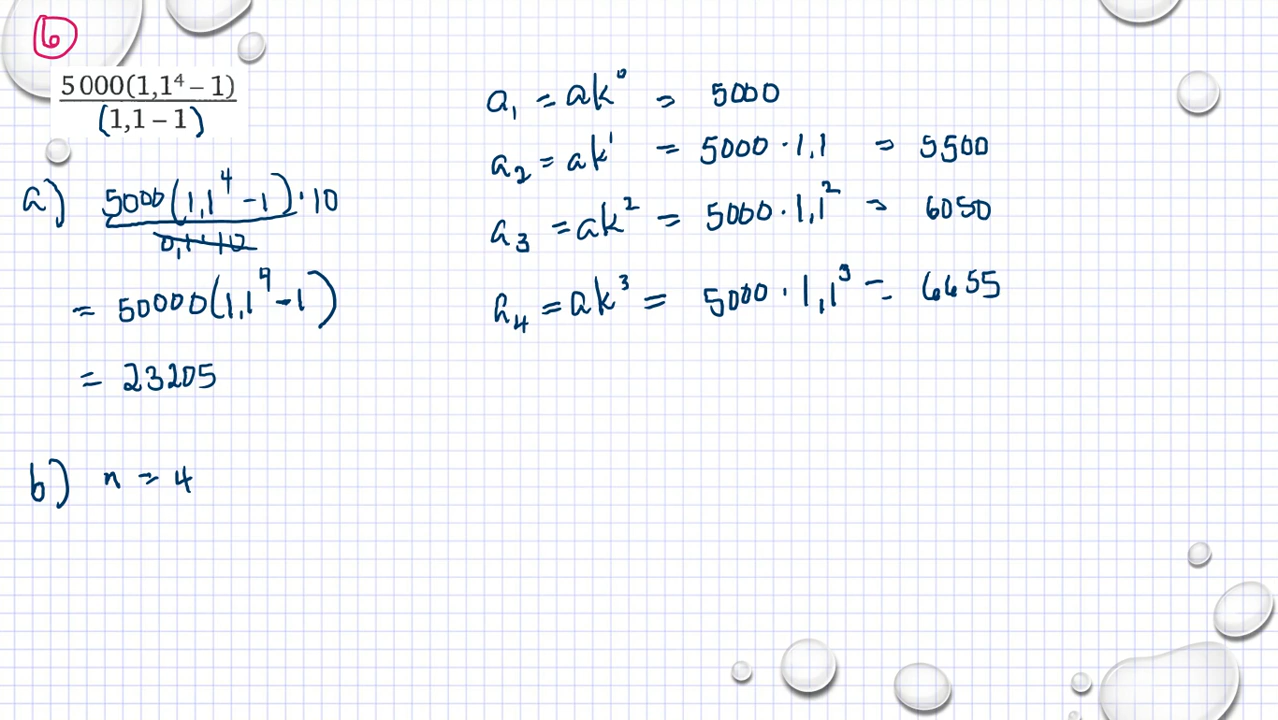 6
5 000(1,1⁴ − 1)
(1,1 − 1)
a) 5000(1,1⁴ − 1) · 10
0,1 · 10
= 50000(1,1⁴ − 1)
= 23205
b) n = 4
a₁ = ak⁰ = 5000
a₂ = ak¹ = 5000 · 1,1 = 5500
a₃ = ak² = 5000 · 1,1² = 6050
a₄ = ak³ = 5000 · 1,1³ = 6655